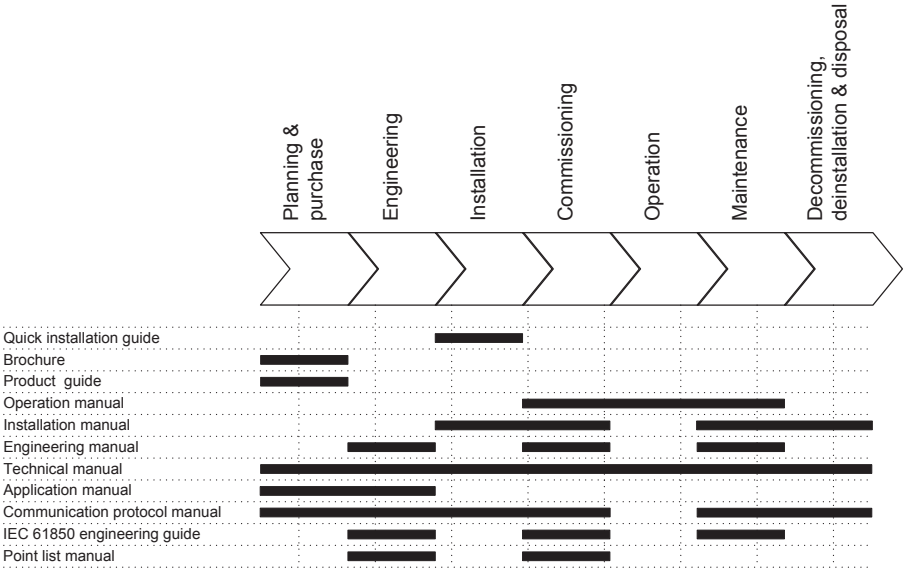 Planning &
purchase
Engineering
Installation
Commissioning
Operation
Maintenance
Decommissioning,
deinstallation & disposal
Quick installation guide
Brochure
Product guide
Operation manual
Installation manual
Engineering manual
Technical manual
Application manual
Communication protocol manual
IEC 61850 engineering guide
Point list manual